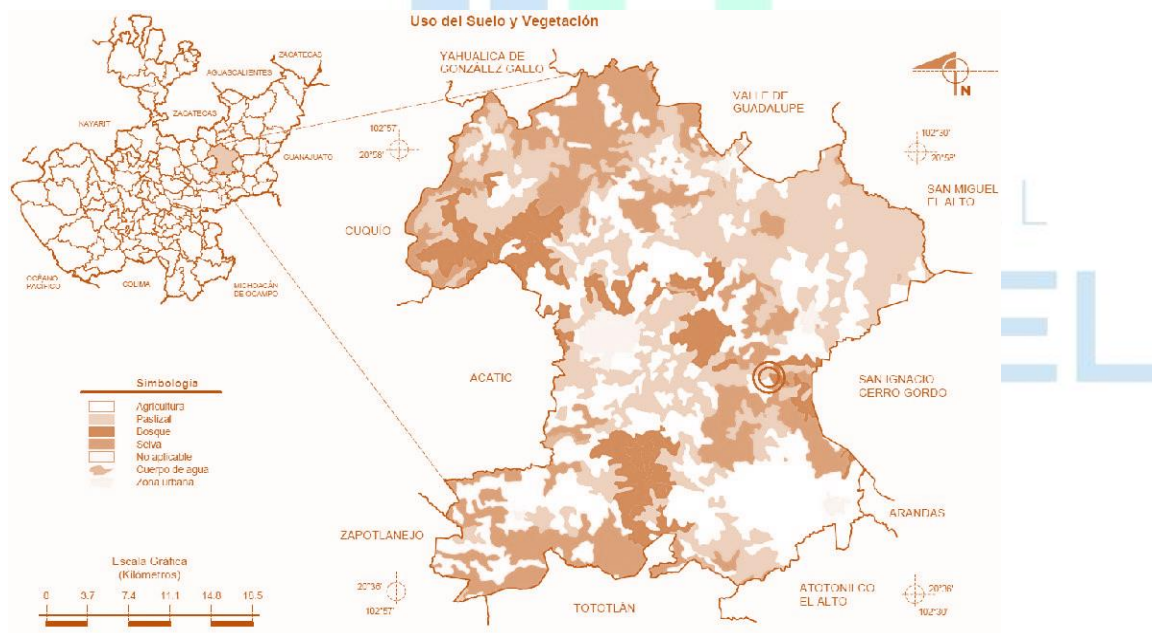 Uso del Suelo y Vegetación
ZACATECAS
AGUASCALIENTES
ZACATECAS
NAYARIT
GUANAJUATO
OCÉANO
PACÍFICO
COLIMA
MICHOACÁN
DE OCAMPO
YAHUALICA DE
GONZÁLEZ GALLO
VALLE DE
GUADALUPE
N
102°57'
20°58'
102°30'
20°58'
SAN MIGUEL
EL ALTO
CUQUÍO
ACATIC
SAN IGNACIO
CERRO GORDO
ZAPOTLANEJO
ARANDAS
20°36'
102°57'
TOTOTLÁN
ATOTONILCO
EL ALTO
20°36'
102°30'
Simbología
Agricultura
Pastizal
Bosque
Selva
No aplicable
Cuerpo de agua
Zona urbana
Escala Gráfica
(Kilómetros)
0 3.7 7.4 11.1 14.8 18.5
L
EL